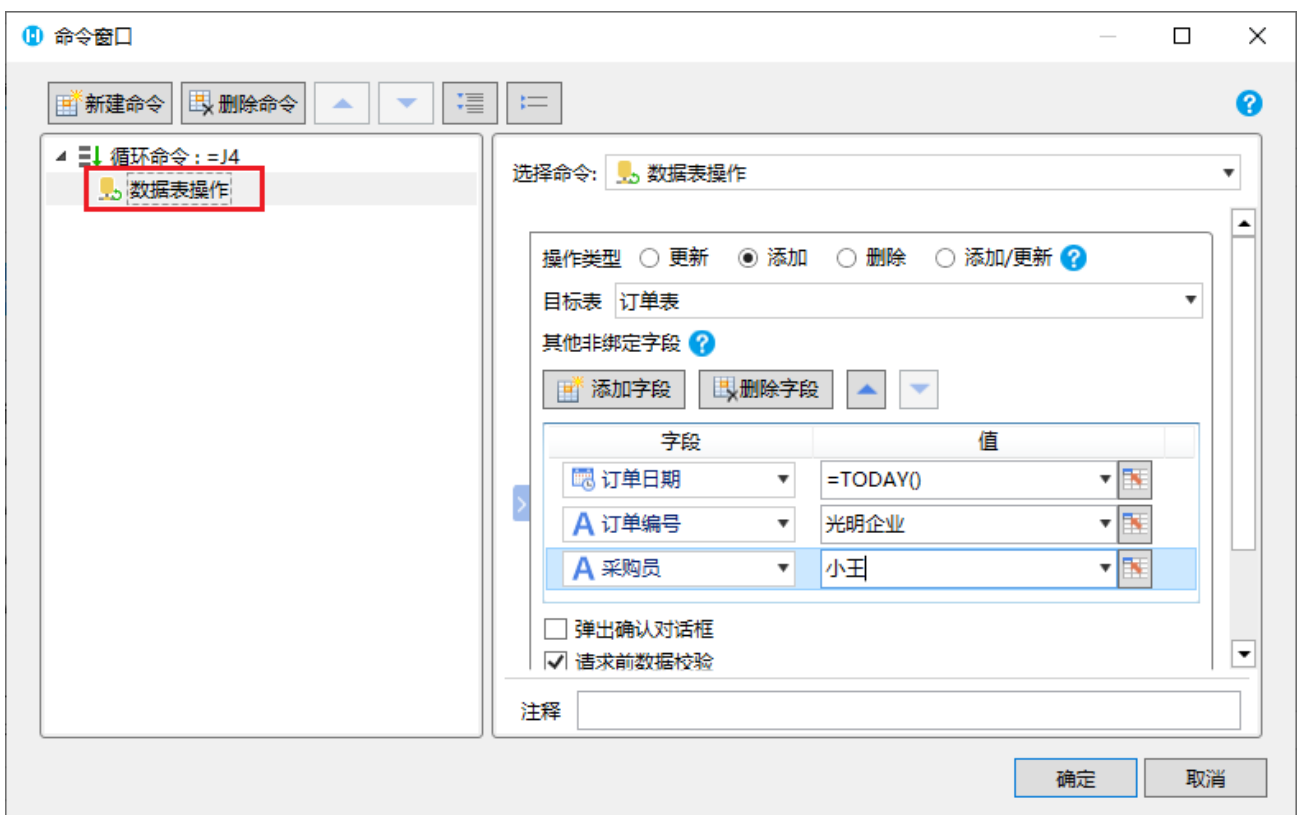 命令窗口
新建命令 删除命令
循环命令 : =J4
数据表操作
选择命令: 数据表操作
操作类型 更新 添加 删除 添加/更新
目标表 订单表
其他非绑定字段
添加字段 删除字段
字段 值
订单日期 =TODAY()
订单编号 光明企业
采购员 小王
弹出确认对话框
请求前数据校验
注释
确定 取消